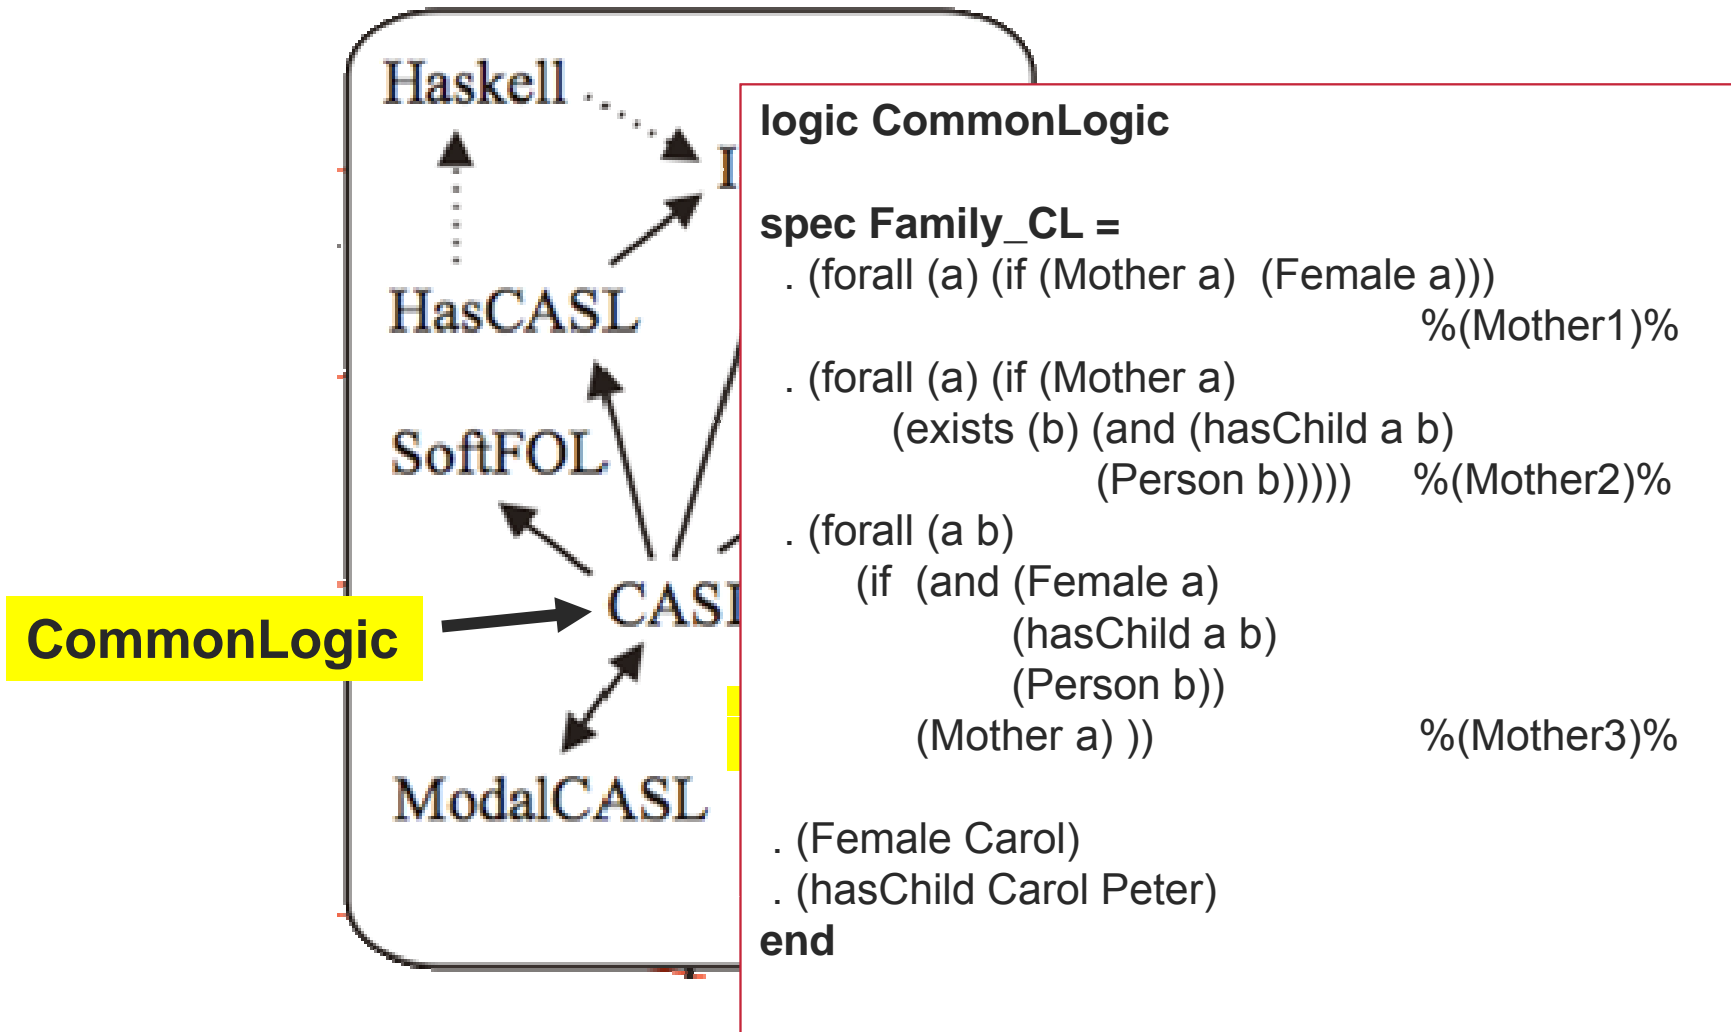 Haskell
HasCASL
SoftFOL
CommonLogic
ModalCASL
logic CommonLogic
spec Family_CL =
. (forall (a) (if (Mother a) (Female a)))
%(Mother1)%
. (forall (a) (if (Mother a)
(exists (b) (and (hasChild a b)
(Person b))))) %(Mother2)%
. (forall (a b)
(if (and (Female a)
(hasChild a b)
(Person b))
(Mother a) )) %(Mother3)%
. (Female Carol)
. (hasChild Carol Peter)
end